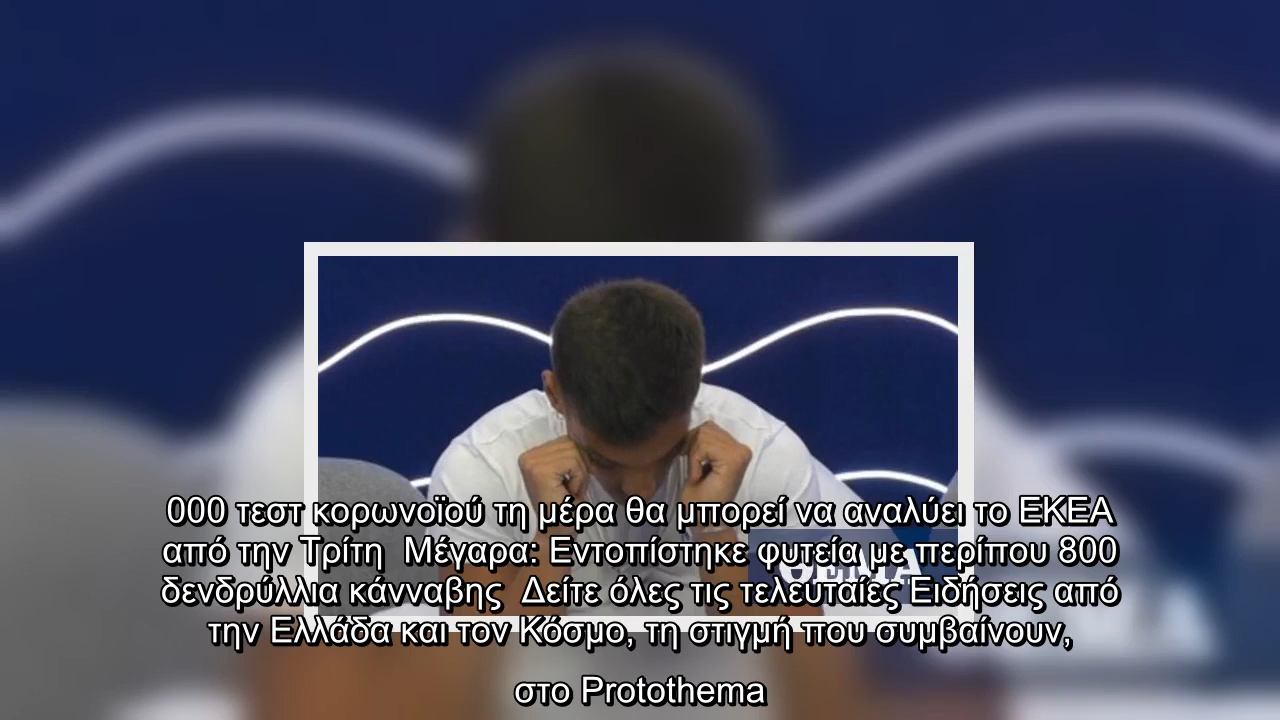 000 τεστ κορωνοϊού τη μέρα θα μπορεί να αναλύει το ΕΚΕΑ
από την Τρίτη  Μέγαρα: Εντοπίστηκε φυτεία με περίπου 800
δενδρύλλια κάνναβης  Δείτε όλες τις τελευταίες Ειδήσεις από
την Ελλάδα και τον Κόσμο, τη στιγμή που συμβαίνουν,
στο Protothema